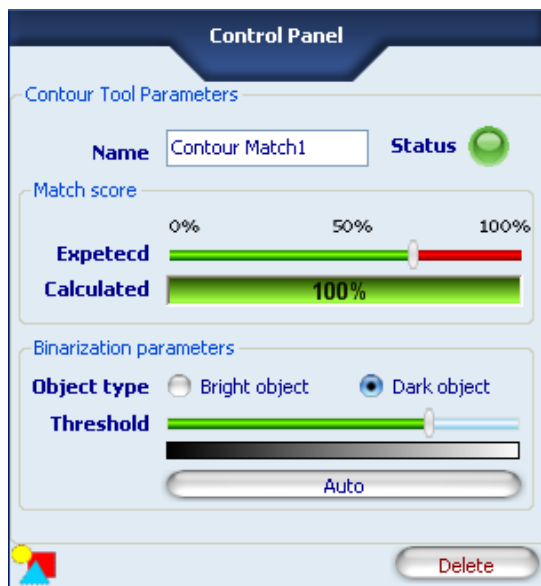 Control Panel
Contour Tool Parameters
Name Contour Match1 Status
Match score
0% 50% 100%
Expetecd
Calculated 100%
Binarization parameters
Object type Bright object Dark object
Threshold
Auto
Delete